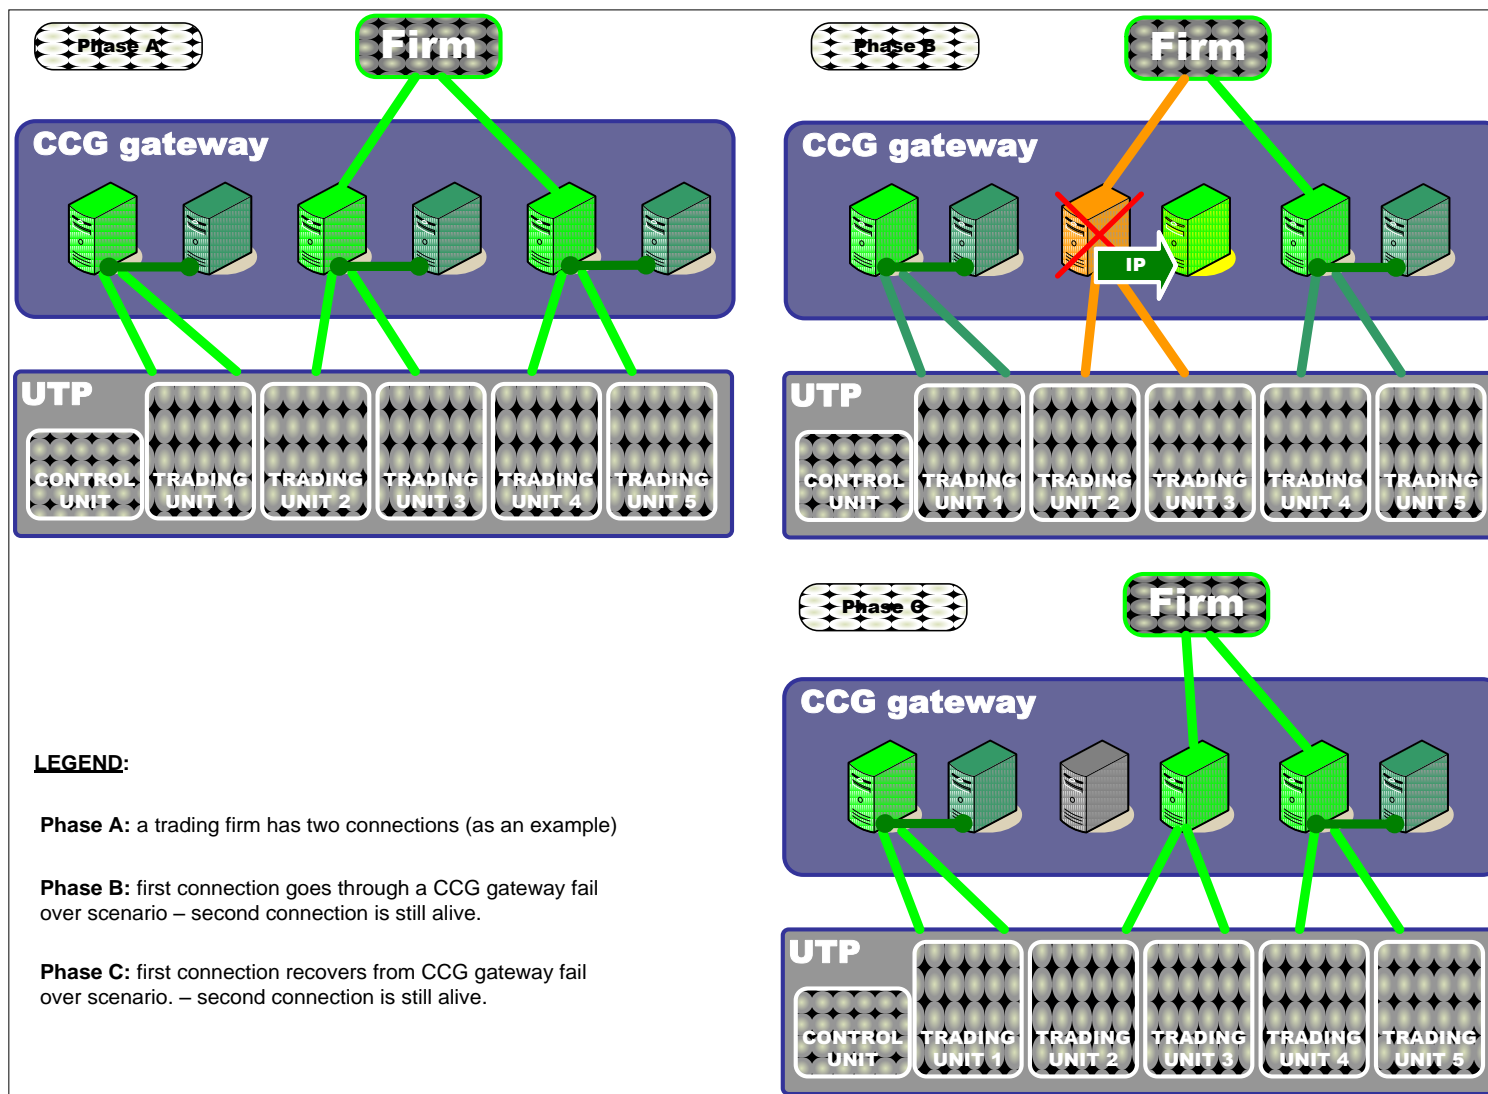 Phase A
Firm
CCG gateway
UTP
CONTROL UNIT
TRADING UNIT 1
TRADING UNIT 2
TRADING UNIT 3
TRADING UNIT 4
TRADING UNIT 5
Phase B
Firm
CCG gateway
IP
UTP
CONTROL UNIT
TRADING UNIT 1
TRADING UNIT 2
TRADING UNIT 3
TRADING UNIT 4
TRADING UNIT 5
Phase C
Firm
CCG gateway
UTP
CONTROL UNIT
TRADING UNIT 1
TRADING UNIT 2
TRADING UNIT 3
TRADING UNIT 4
TRADING UNIT 5
LEGEND:
Phase A: a trading firm has two connections (as an example)
Phase B: first connection goes through a CCG gateway fail
over scenario – second connection is still alive.
Phase C: first connection recovers from CCG gateway fail
over scenario. – second connection is still alive.